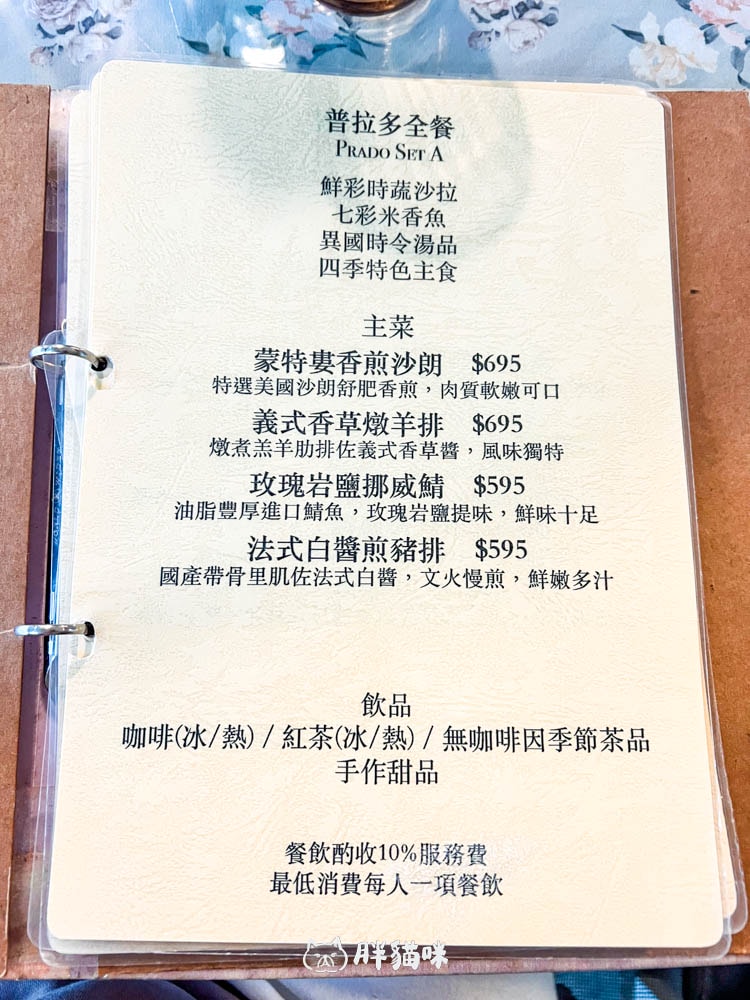 普拉多全餐
PRADO SET A
鮮彩時蔬沙拉
七彩米香魚
異國時令湯品
四季特色主食
主菜
蒙特婁香煎沙朗 $695
特選美國沙朗舒肥香煎，肉質軟嫩可口
義式香草燉羊排 $695
燉煮羔羊肋排佐義式香草醬，風味獨特
玫瑰岩鹽挪威鯖 $595
油脂豐厚進口鯖魚，玫瑰岩鹽提味，鮮味十足
法式白醬煎豬排 $595
國產帶骨里肌佐法式白醬，文火慢煎，鮮嫩多汁
飲品
咖啡(冰/熱) / 紅茶(冰/熱) / 無咖啡因季節茶品
手作甜品
餐飲酌收10%服務費
最低消費每人一項餐飲
胖貓咪